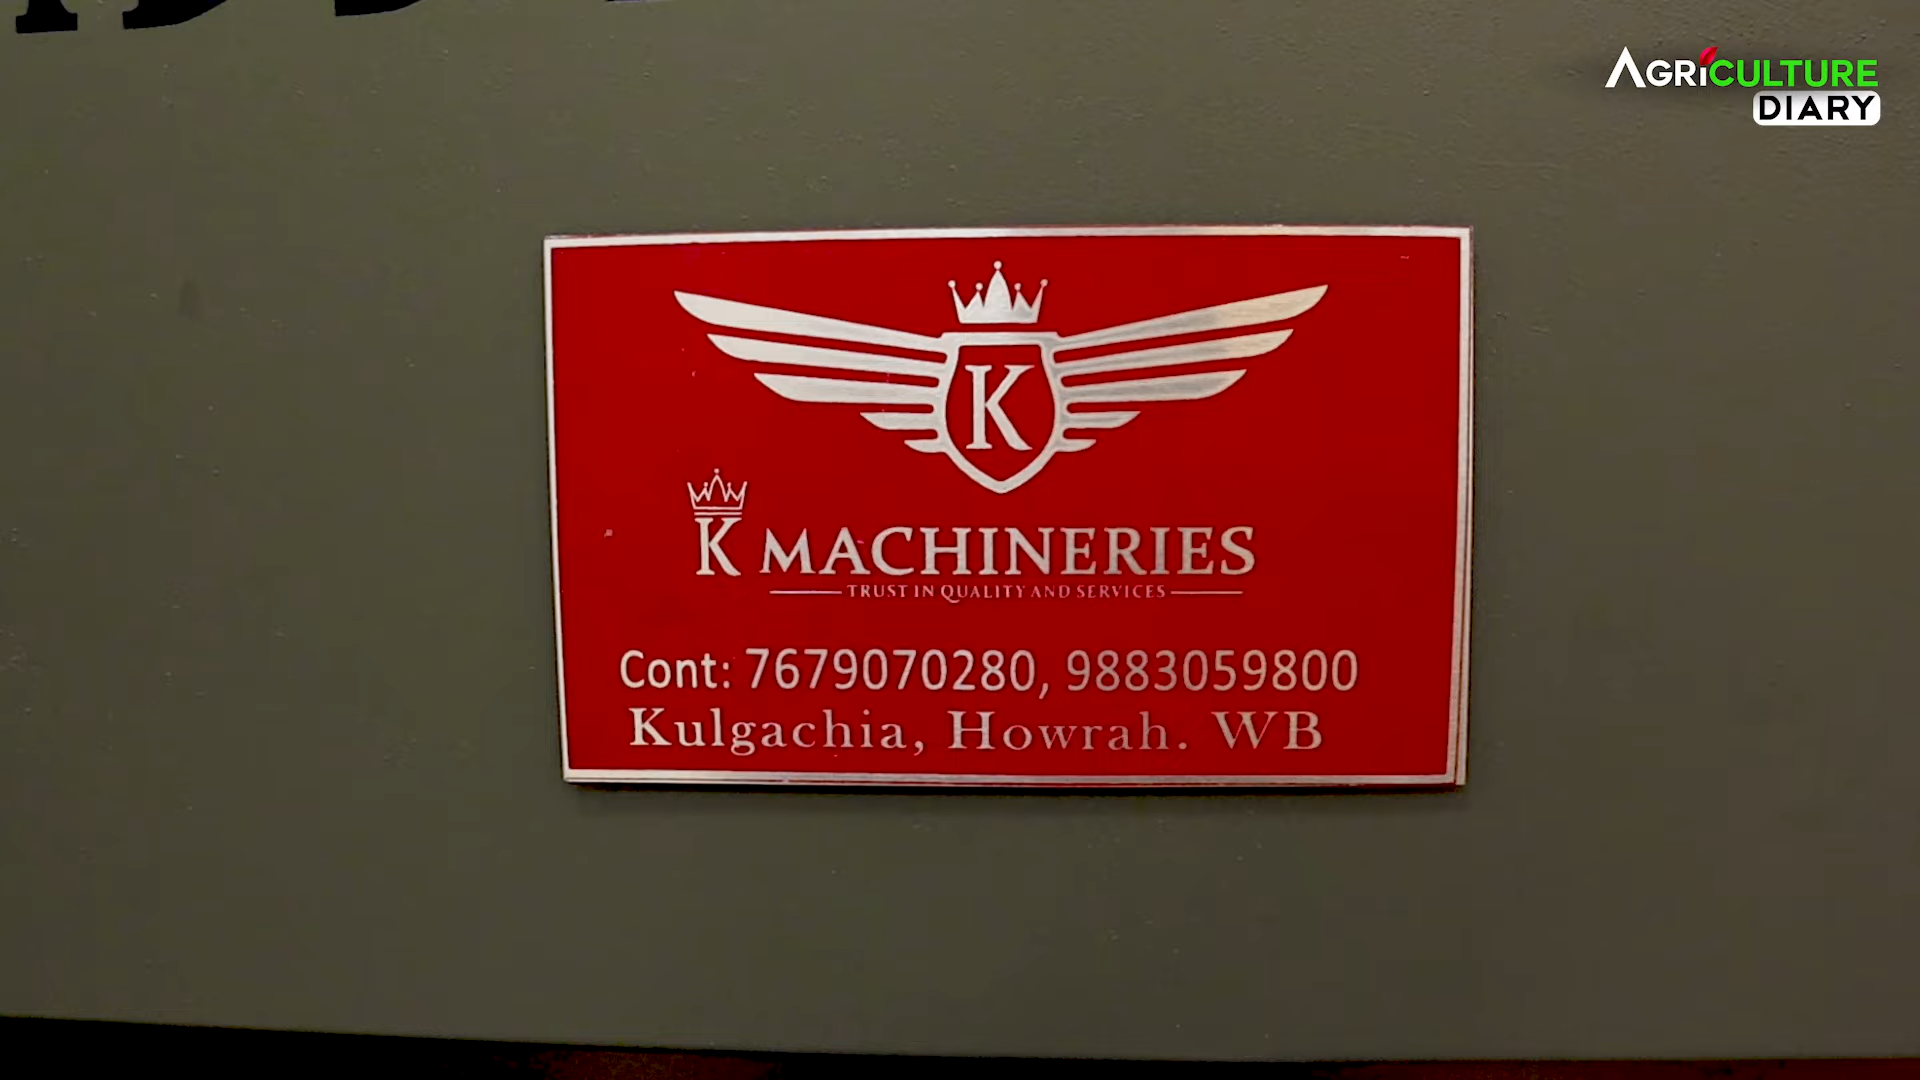 AGRICULTURE
DIARY
K
K MACHINERIES
TRUST IN QUALITY AND SERVICES
Cont: 7679070280, 9883059800
Kulgachia, Howrah. WB